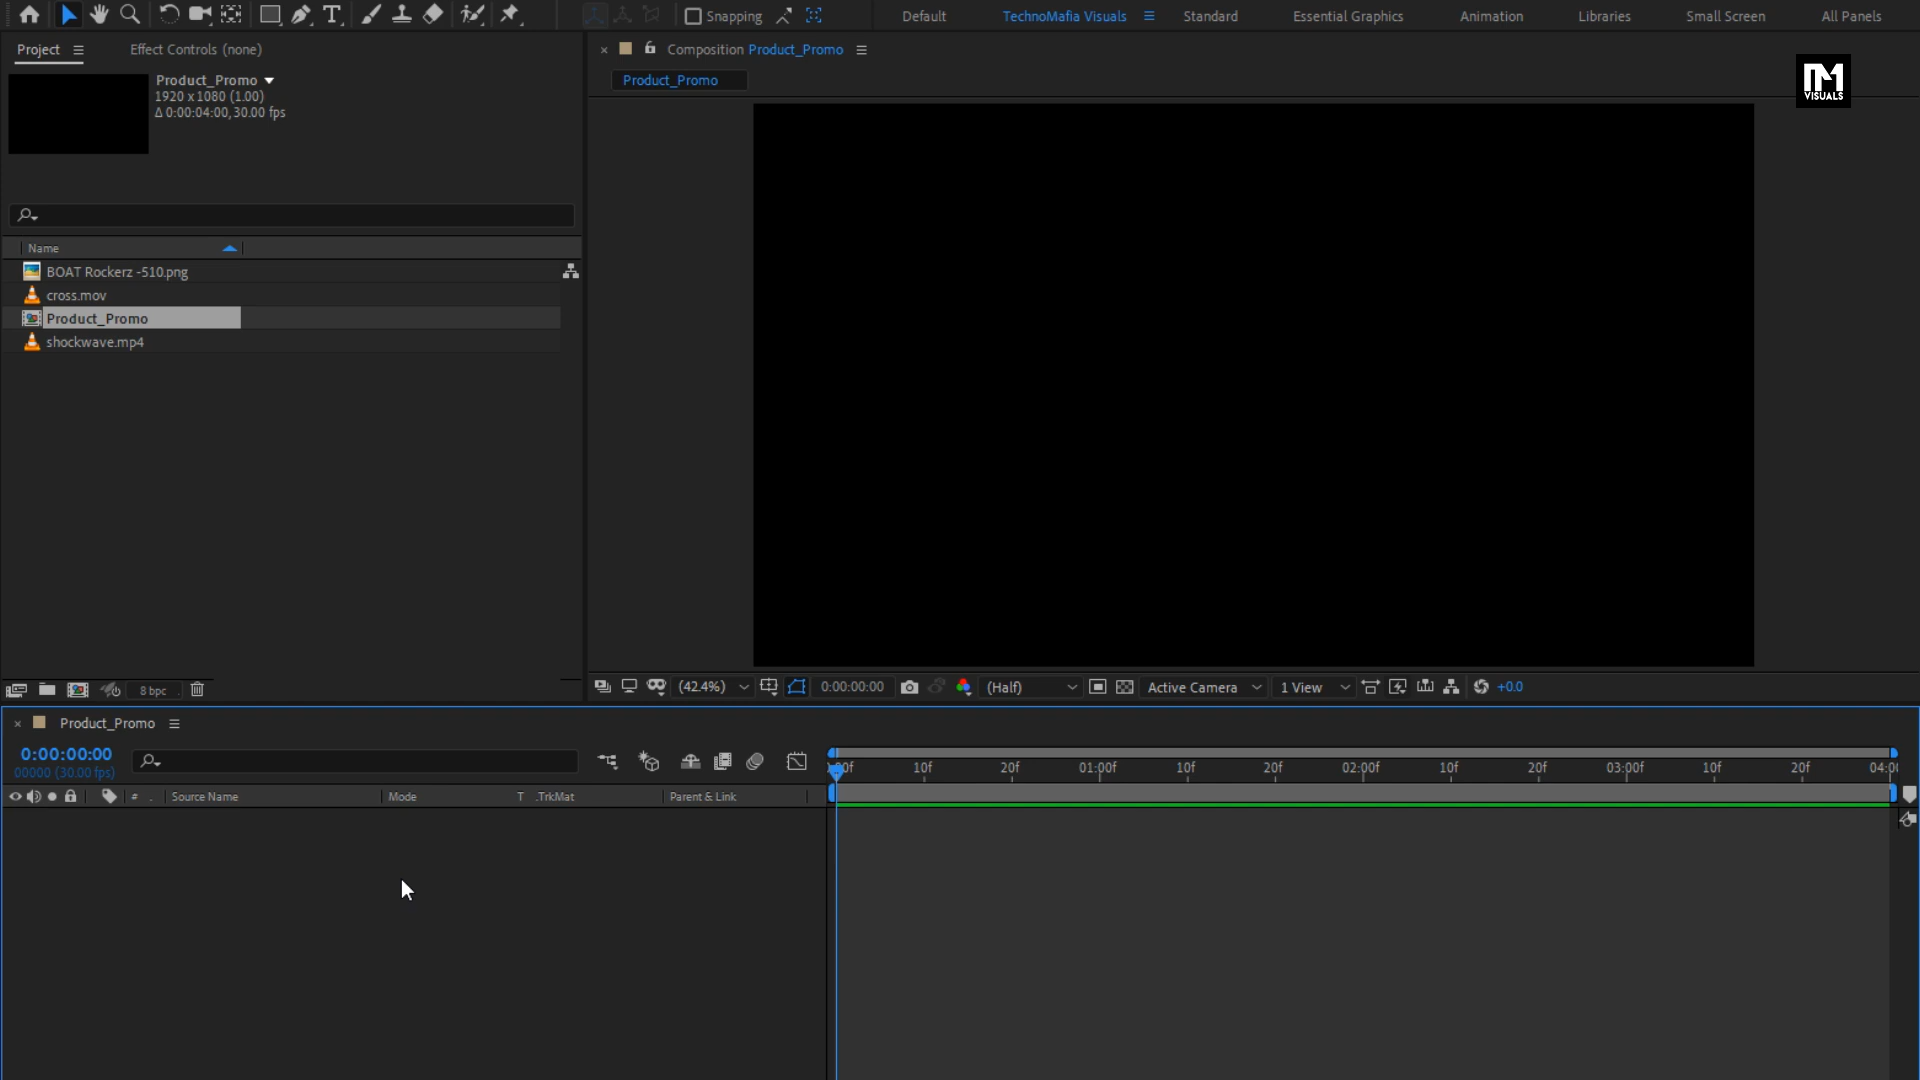 Snapping
Default
TechnoMafia Visuals
Standard
Essential Graphics
Animation
Libraries
Small Screen
All Panels
Project
Effect Controls (none)
Composition Product_Promo
Product_Promo
VISUALS
Product_Promo
1920 x 1080 (1.00)
Δ 0:00:04:00, 30.00 fps
Name
BOAT Rockerz -510.png
cross.mov
Product_Promo
shockwave.mp4
8 bpc
(42.4%)
0:00:00:00
(Half)
Active Camera
1 View
+0.0
Product_Promo
0:00:00:00
00000 (30.00 fps)
10f
20f
01:00f
10f
20f
02:00f
10f
20f
03:00f
10f
20f
#
Source Name
Mode
T .TrkMat
Parent & Link